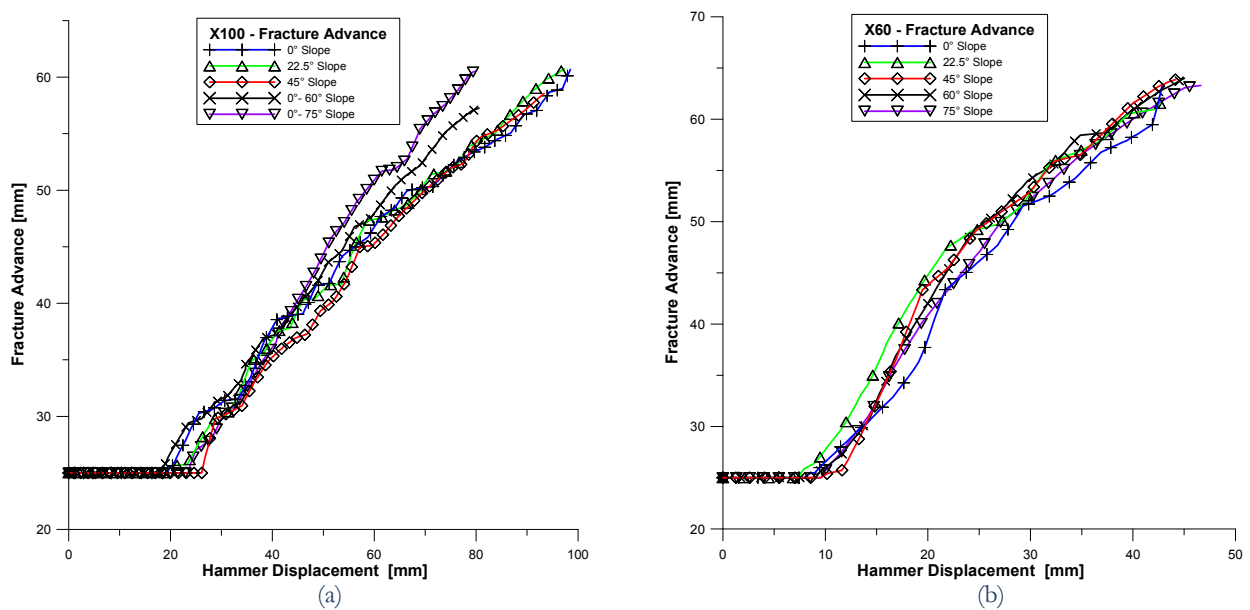 X100 - Fracture Advance
0° Slope
22.5° Slope
45° Slope
0°- 60° Slope
0°- 75° Slope
60
50
40
30
20
Fracture Advance [mm]
0
20
40
60
80
100
Hammer Displacement [mm]
(a)
X60 - Fracture Advance
0° Slope
22.5° Slope
45° Slope
60° Slope
75° Slope
70
60
50
40
30
20
Fracture Advance [mm]
0
10
20
30
40
50
Hammer Displacement [mm]
(b)